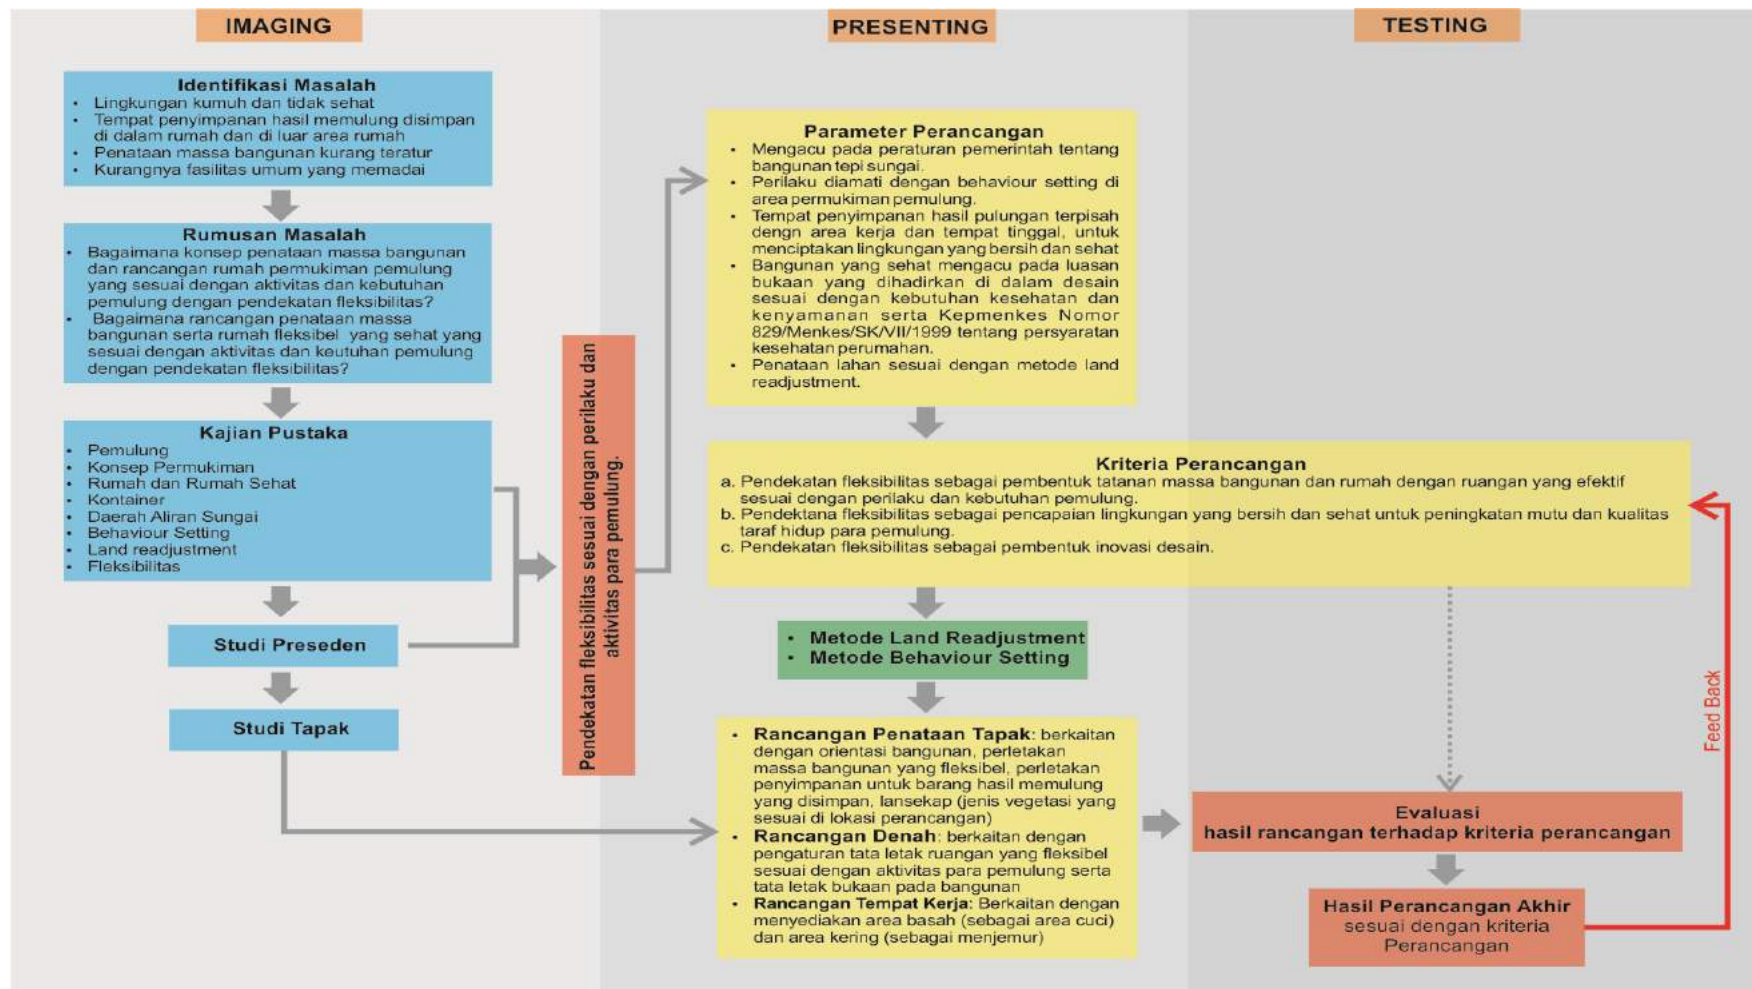 IMAGING
Identifikasi Masalah
• Lingkungan kumuh dan tidak sehat
• Tempat penyimpanan hasil memulung disimpan
di dalam rumah dan di luar area rumah
• Penataan massa bangunan kurang teratur
• Kurangnya fasilitas umum yang memadai
Rumusan Masalah
• Bagaimana konsep penataan massa bangunan
dan rancangan rumah permukiman pemulung
yang sesuai dengan aktivitas dan kebutuhan
pemulung dengan pendekatan fleksibilitas?
• Bagaimana rancangan penataan massa
bangunan serta rumah fleksibel yang sehat yang
sesuai dengan aktivitas dan keutuhan pemulung
dengan pendekatan fleksibilitas?
Kajian Pustaka
• Pemulung
• Konsep Permukiman
• Rumah dan Rumah Sehat
• Kontainer
• Daerah Aliran Sungai
• Behaviour Setting
• Land readjustment
• Fleksibilitas
Studi Preseden
Studi Tapak
Pendekatan fleksibilitas sesuai dengan perilaku dan
aktivitas para pemulung.
PRESENTING
Parameter Perancangan
• Mengacu pada peraturan pemerintah tentang
bangunan tepi sungai.
• Perilaku diamati dengan behaviour setting di
area permukiman pemulung.
• Tempat penyimpanan hasil pulungan terpisah
dengn area kerja dan tempat tinggal, untuk
menciptakan lingkungan yang bersih dan sehat
• Bangunan yang sehat mengacu pada luasan
bukaan yang dihadirkan di dalam desain
sesuai dengan kebutuhan kesehatan dan
kenyamanan serta Kepmenkes Nomor
829/Menkes/SK/VII/1999 tentang persyaratan
kesehatan perumahan.
• Penataan lahan sesuai dengan metode land
readjustment.
Kriteria Perancangan
a. Pendekatan fleksibilitas sebagai pembentuk tatanan massa bangunan dan rumah dengan ruangan yang efektif
sesuai dengan perilaku dan kebutuhan pemulung.
b. Pendektana fleksibilitas sebagai pencapaian lingkungan yang bersih dan sehat untuk peningkatan mutu dan kualitas
taraf hidup para pemulung.
c. Pendekatan fleksibilitas sebagai pembentuk inovasi desain.
• Metode Land Readjustment
• Metode Behaviour Setting
• Rancangan Penataan Tapak: berkaitan
dengan orientasi bangunan, perletakan
massa bangunan yang fleksibel, perletakan
penyimpanan untuk barang hasil memulung
yang disimpan, lansekap (jenis vegetasi yang
sesuai di lokasi perancangan)
• Rancangan Denah: berkaitan dengan
pengaturan tata letak ruangan yang fleksibel
sesuai dengan aktivitas para pemulung serta
tata letak bukaan pada bangunan
• Rancangan Tempat Kerja: Berkaitan dengan
menyediakan area basah (sebagai area cuci)
dan area kering (sebagai menjemur)
TESTING
Evaluasi
hasil rancangan terhadap kriteria perancangan
Hasil Perancangan Akhir
sesuai dengan kriteria
Perancangan
Feed Back